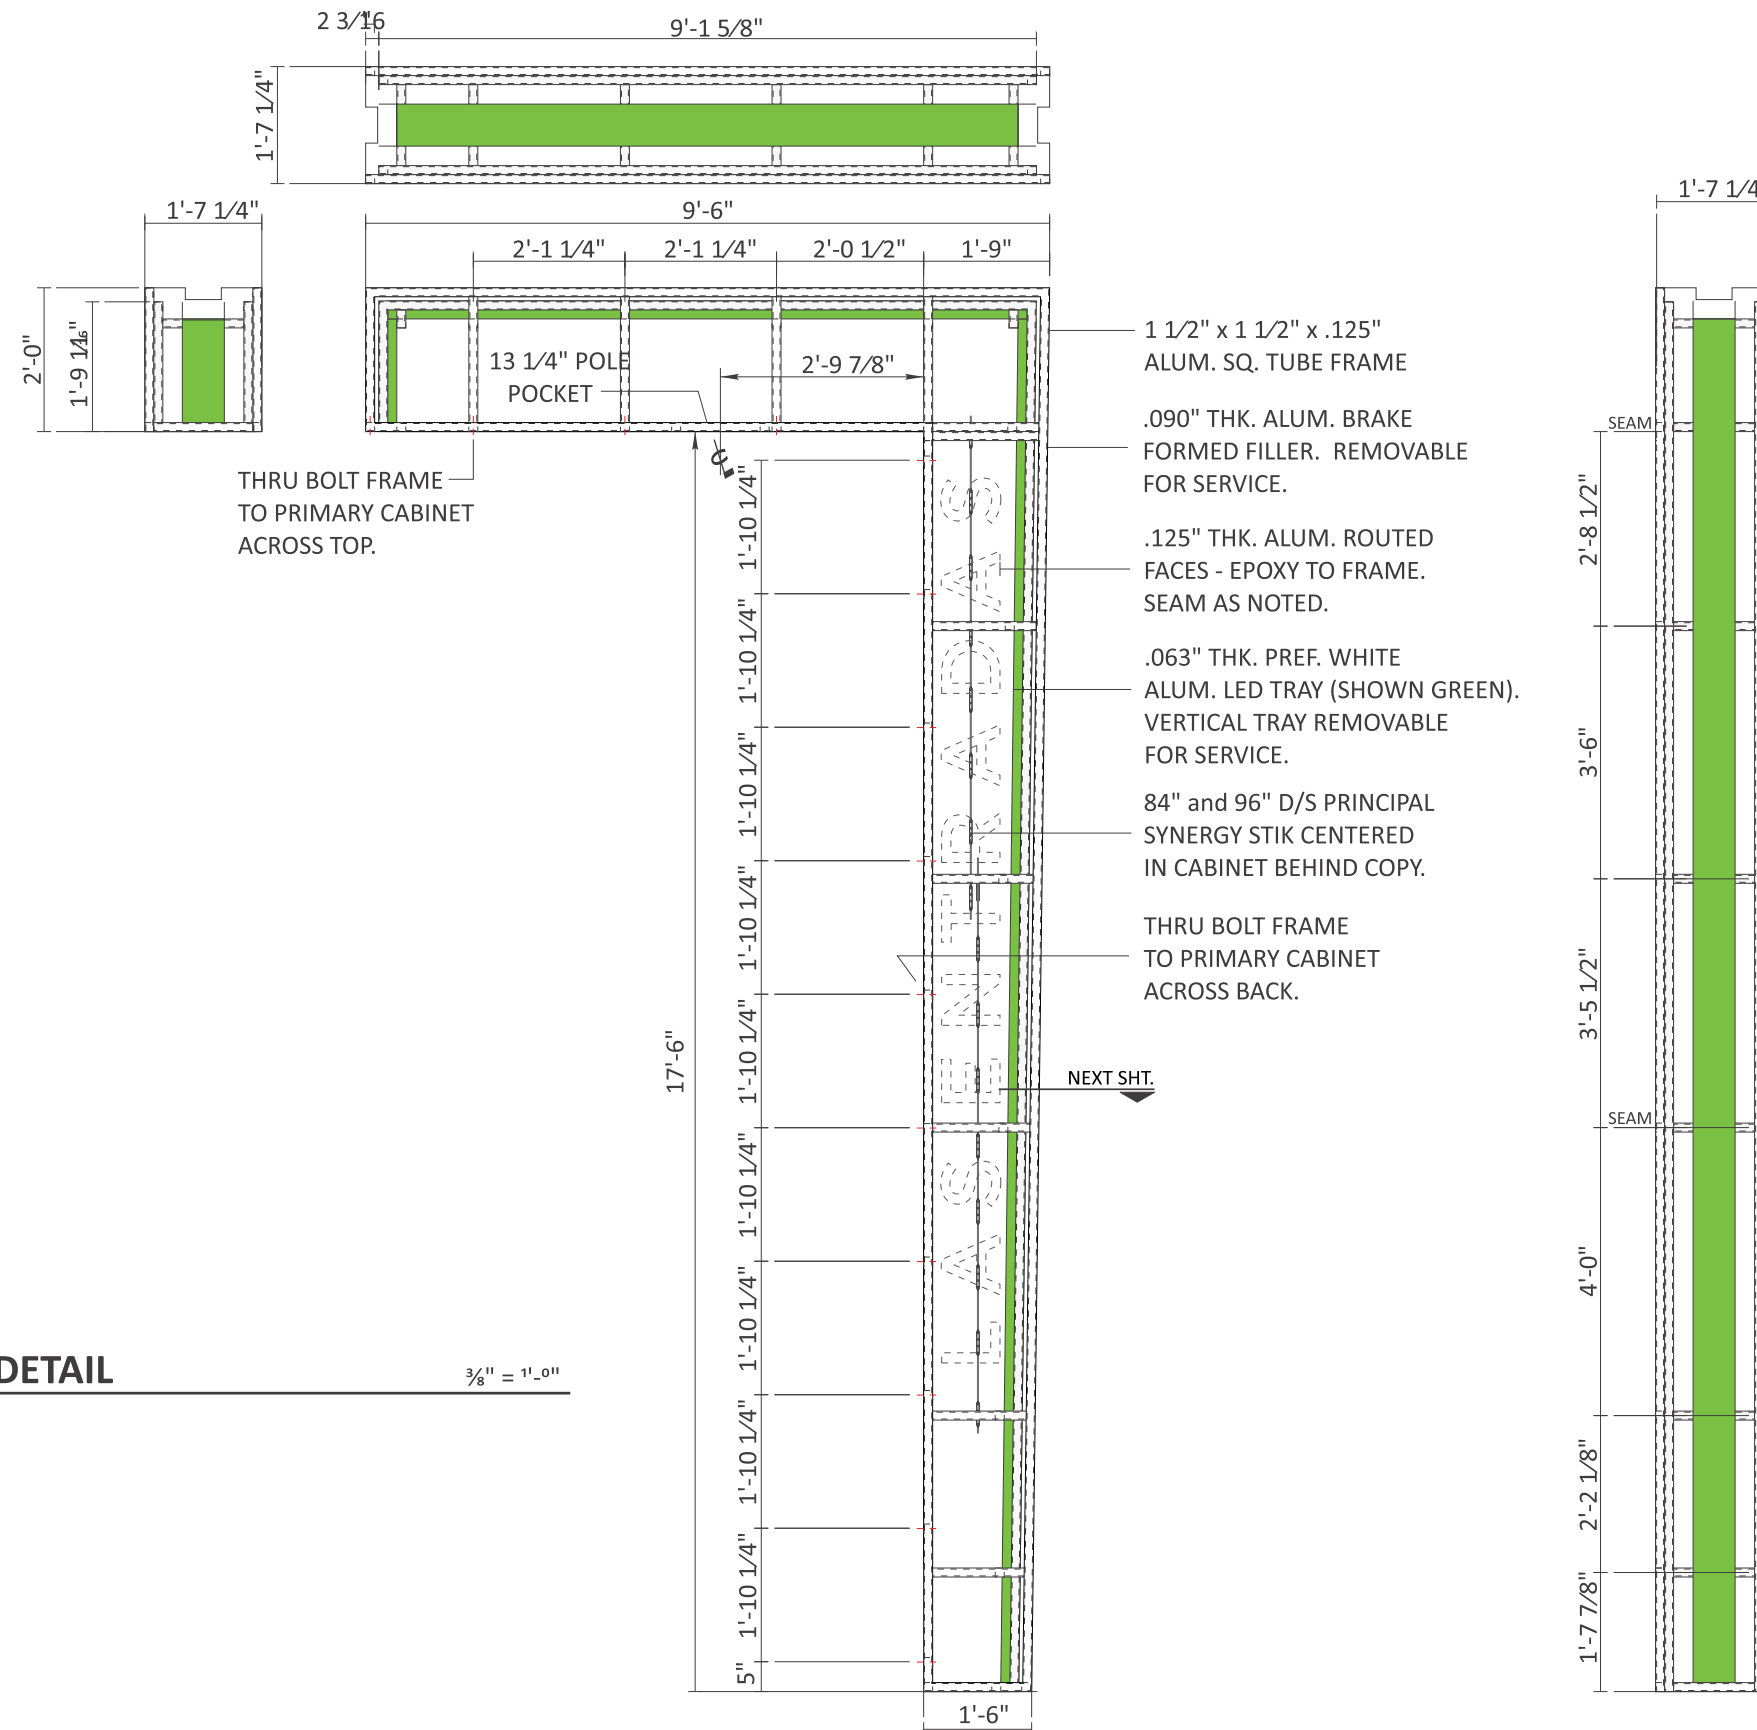 2 3/16
9'-1 5/8"
1'-7 1/4"
1'-7 1/4"
9'-6"
1'-7 1/4
2'-1 1/4"
2'-1 1/4"
2'-0 1/2"
1'-9"
2'-0"
1'-9 1/16"
13 1/4" POLE
POCKET
2'-9 7/8"
THRU BOLT FRAME
TO PRIMARY CABINET
ACROSS TOP.
1 1/2" x 1 1/2" x .125"
ALUM. SQ. TUBE FRAME
.090" THK. ALUM. BRAKE
FORMED FILLER. REMOVABLE
FOR SERVICE.
.125" THK. ALUM. ROUTED
FACES - EPOXY TO FRAME.
SEAM AS NOTED.
.063" THK. PREF. WHITE
ALUM. LED TRAY (SHOWN GREEN).
VERTICAL TRAY REMOVABLE
FOR SERVICE.
84" and 96" D/S PRINCIPAL
SYNERGY STIK CENTERED
IN CABINET BEHIND COPY.
THRU BOLT FRAME
TO PRIMARY CABINET
ACROSS BACK.
NEXT SHT.
1'-10 1/4"
1'-10 1/4"
1'-10 1/4"
1'-10 1/4"
1'-10 1/4"
1'-10 1/4"
1'-10 1/4"
1'-10 1/4"
1'-10 1/4"
5"
17'-6"
LAS ENTRADAS
1'-6"
SEAM
2'-8 1/2"
3'-6"
3'-5 1/2"
SEAM
4'-0"
2'-2 1/8"
1'-7 7/8"
DETAIL
3/8" = 1'-0"